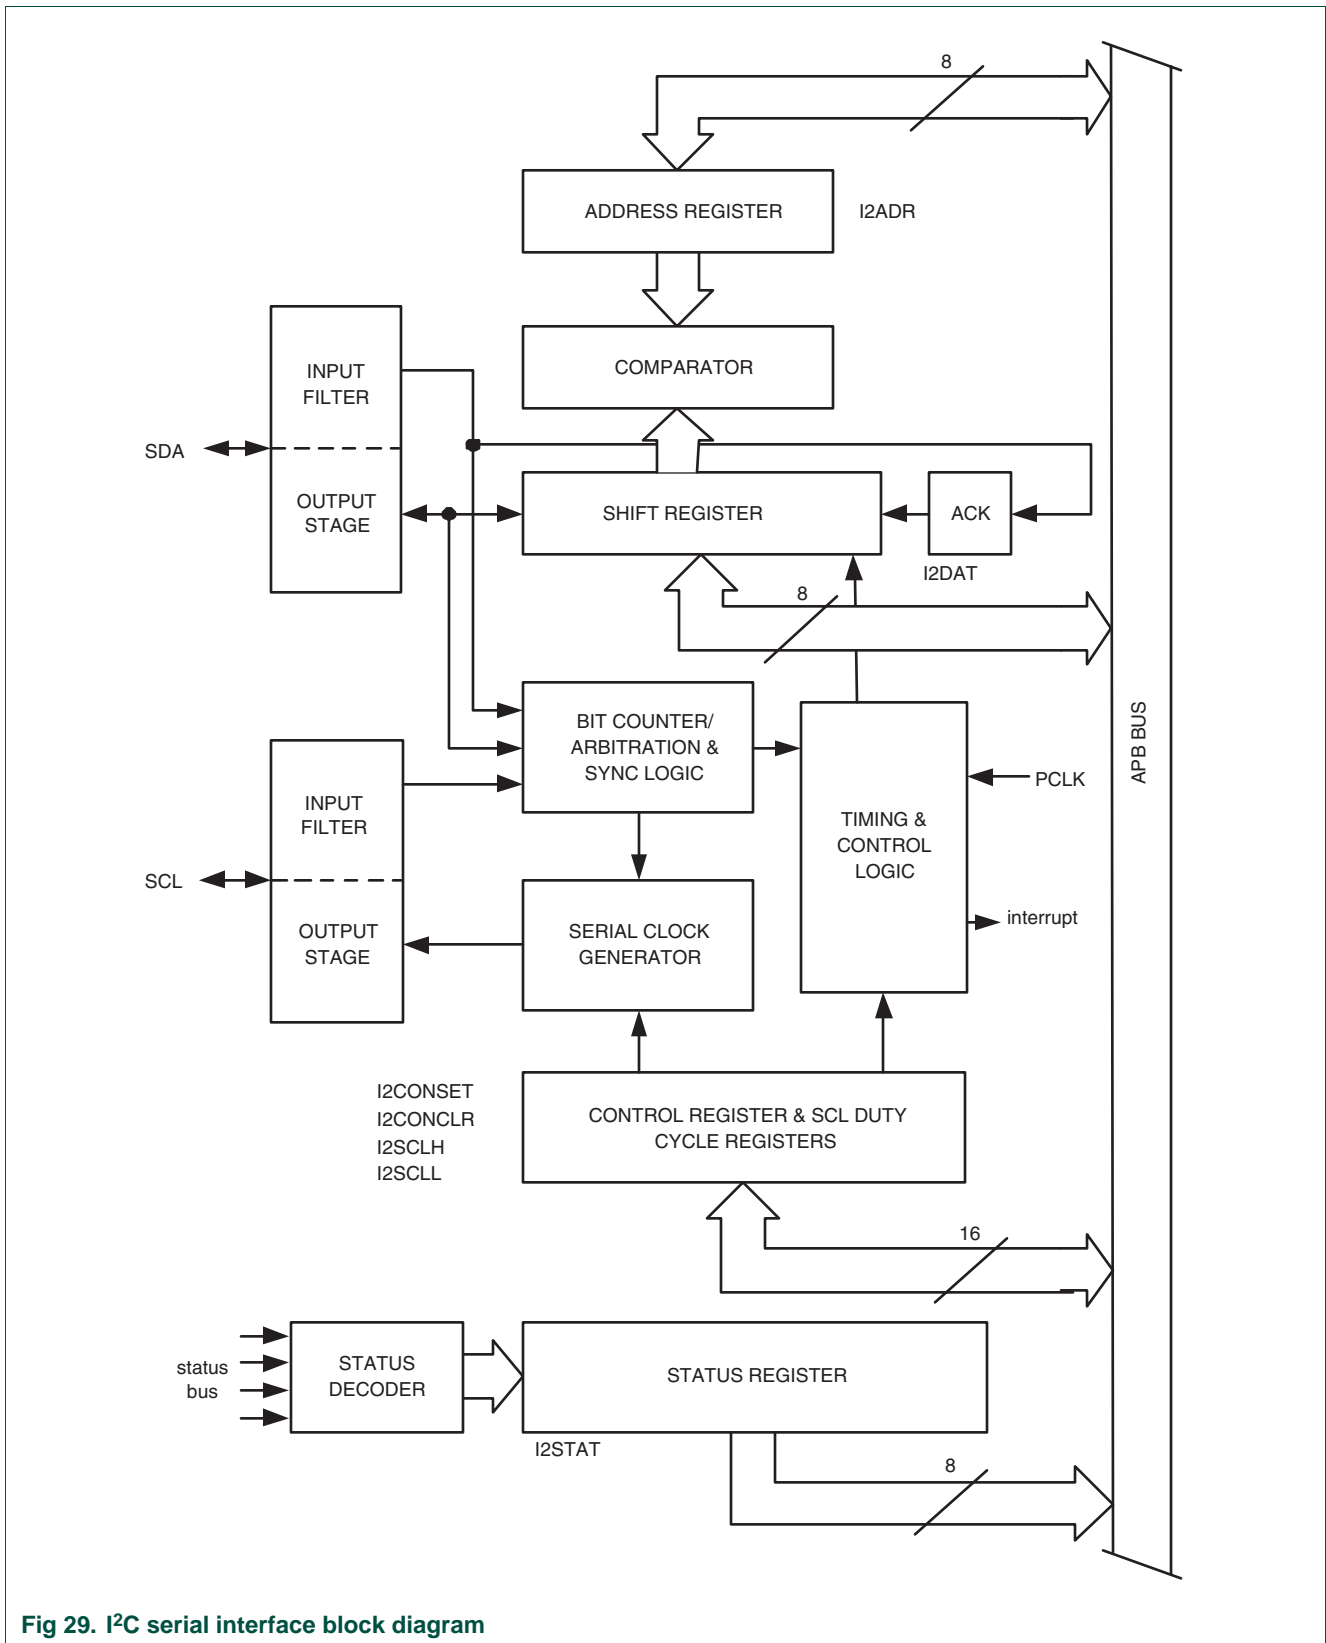 8
ADDRESS REGISTER
I2ADR
COMPARATOR
INPUT
FILTER
SDA
OUTPUT
STAGE
SHIFT REGISTER
ACK
I2DAT
8
BIT COUNTER/
ARBITRATION &
SYNC LOGIC
APB BUS
PCLK
INPUT
FILTER
TIMING &
CONTROL
LOGIC
SCL
OUTPUT
STAGE
SERIAL CLOCK
GENERATOR
interrupt
I2CONSET
I2CONCLR
I2SCLH
I2SCLL
CONTROL REGISTER & SCL DUTY
CYCLE REGISTERS
16
status
bus
STATUS
DECODER
STATUS REGISTER
I2STAT
8
Fig 29. I²C serial interface block diagram